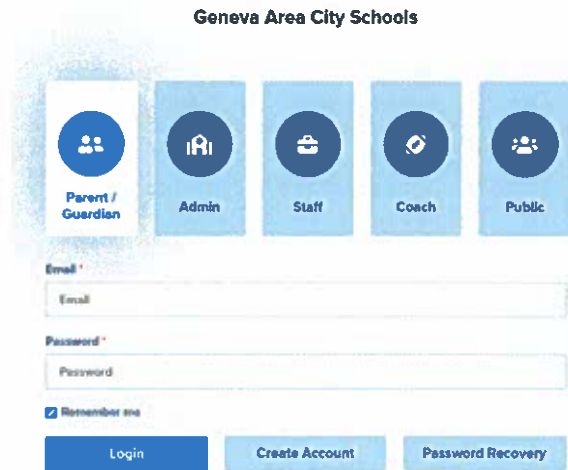 Geneva Area City Schools
Parent / Guardian
Admin
Staff
Coach
Public
Email *
Email
Password *
Password
Remember me
Login
Create Account
Password Recovery